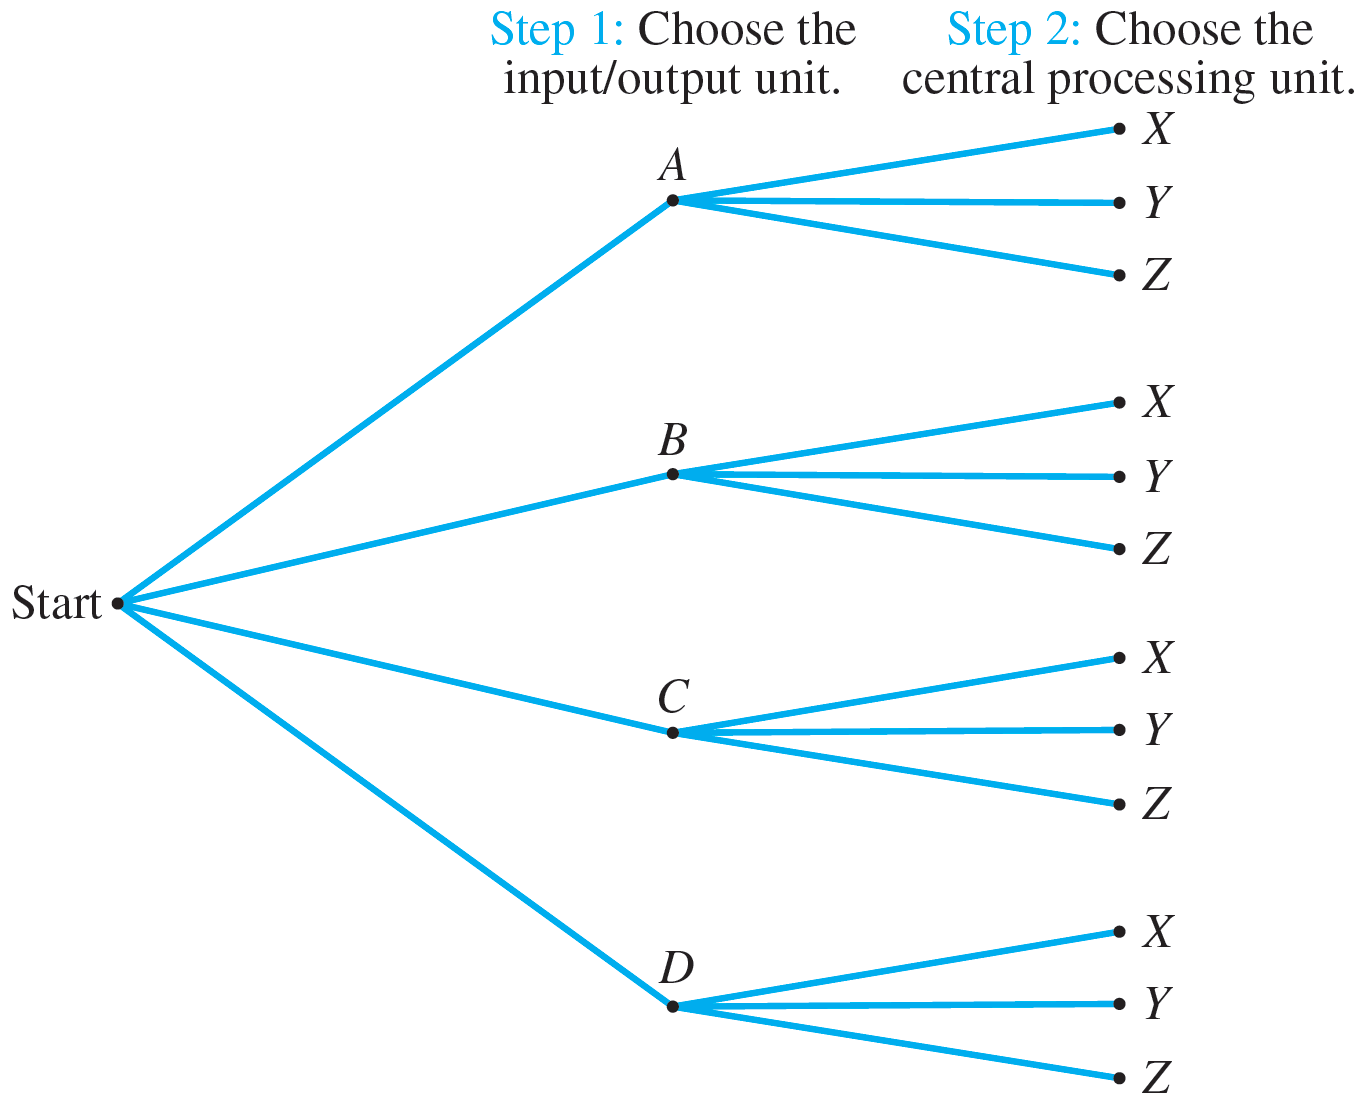 Step 1: Choose the
input/output unit.
Step 2: Choose the
central processing unit.
X
A
Y
Z
X
B
Y
Z
Start
X
C
Y
Z
X
D
Y
Z